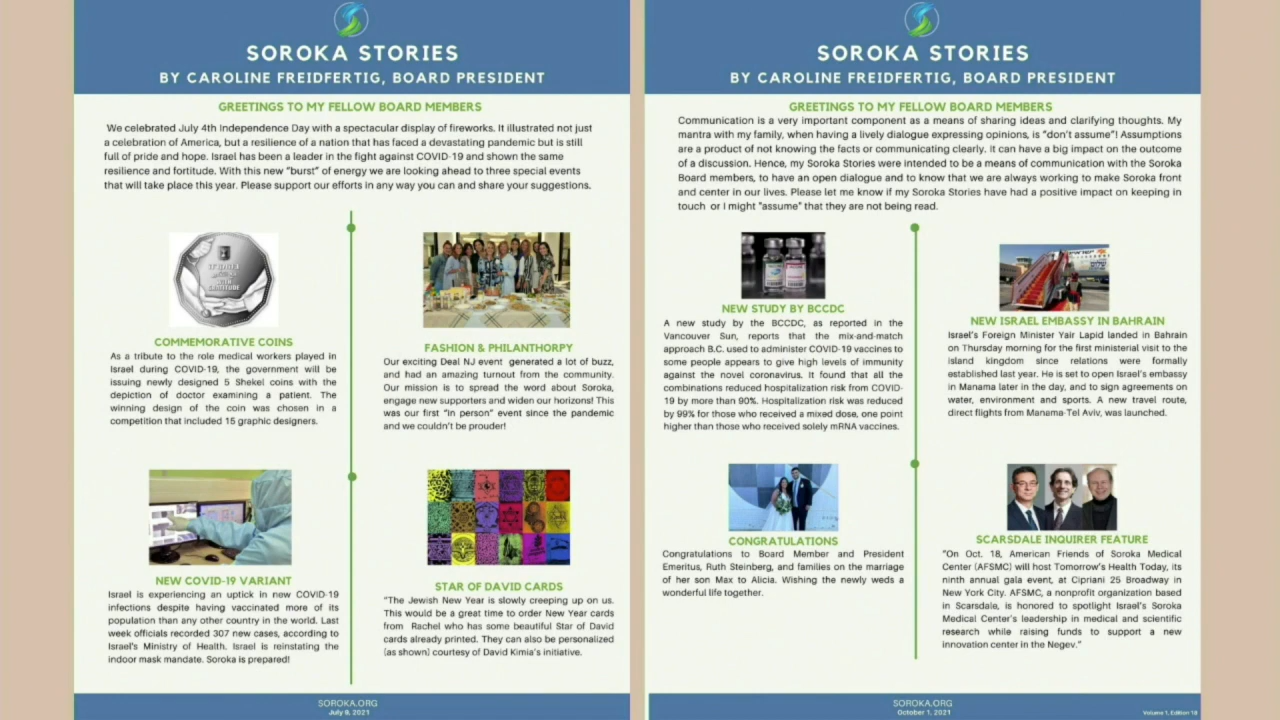 SOROKA STORIES
BY CAROLINE FREIDFERTIG, BOARD PRESIDENT
GREETINGS TO MY FELLOW BOARD MEMBERS
We celebrated July 4th Independence Day with a spectacular display of fireworks. It illustrated not just
a celebration of America, but a resilience of a nation that has faced a devastating pandemic but is still
full of pride and hope. Israel has been a leader in the fight against COVID-19 and shown the same
resilience and fortitude. With this new "burst" of energy we are looking ahead to three special events
that will take place this year. Please support our efforts in any way you can and share your suggestions.
COMMEMORATIVE COINS
As a tribute to the role medical workers played in
Israel during COVID-19, the government will be
issuing newly designed 5 Shekel coins with the
depiction of doctor examining a patient. The
winning design of the coin was chosen in a
competition that included 15 graphic designers.
FASHION & PHILANTHROPY
Our exciting Deal NJ event generated a lot of buzz,
and had an amazing turnout from the community.
Our mission is to spread the word about Soroka,
engage new supporters and widen our horizons! This
was our first "in person" event since the pandemic
and we couldn't be prouder!
NEW COVID-19 VARIANT
Israel is experiencing an uptick in new COVID-19
infections despite having vaccinated more of its
population than any other country in the world. Last
week officials recorded 307 new cases, according to
Israel's Ministry of Health. Israel is reinstating the
indoor mask mandate. Soroka is prepared!
STAR OF DAVID CARDS
"The Jewish New Year is slowly creeping up on us.
This would be a great time to order New Year cards
from Rachel who has some beautiful Star of David
cards already printed. They can also be personalized
(as shown) courtesy of David Kimia's initiative.
SOROKA.ORG
July 9, 2021
SOROKA STORIES
BY CAROLINE FREIDFERTIG, BOARD PRESIDENT
GREETINGS TO MY FELLOW BOARD MEMBERS
Communication is a very important component as a means of sharing ideas and clarifying thoughts. My
mantra with my family, when having a lively dialogue expressing opinions, is "don't assume"! Assumptions
are a product of not knowing the facts or communicating clearly. it can have a big impact on the outcome
of a discussion. Hence, my Soroka Stories were intended to be a means of communication with the Soroka
Board members, to have an open dialogue and to know that we are always working to make Soroka front
and center in our lives. Please let me know if my Soroka Stories have had a positive impact on keeping in
touch or I might "assume" that they are not being read.
NEW STUDY BY BCCDC
A new study by the BCCDC, as reported in the
Vancouver Sun, reports that the mix-and-match
approach B.C. used to administer COVID-19 vaccines to
some people appears to give high levels of immunity
against the novel coronavirus. It found that all the
combinations reduced hospitalization risk from COVID-
19 by more than 90%. Hospitalization risk was reduced
by 99% for those who received a mixed dose, one point
higher than those who received solely mRNA vaccines.
NEW ISRAEL EMBASSY IN BAHRAIN
Israel's Foreign Minister Yair Lapid landed in Bahrain
on Thursday morning for the first ministerial visit to the
island kingdom since relations were formally
established last year. He is set to open Israel's embassy
in Manama later in the day, and to sign agreements on
water, environment and sports. A new travel route,
direct flights from Manama-Tel Aviv, was launched.
CONGRATULATIONS
Congratulations to Board Member and President
Emeritus, Ruth Steinberg, and families on the marriage
of her son Max to Alicia. Wishing the newly weds a
wonderful life together.
SCARSDALE INQUIRER FEATURE
"On Oct. 18, American Friends of Soroka Medical
Center (AFSMC) will host Tomorrow's Health Today, its
ninth annual gala event, at Cipriani 25 Broadway in
New York City. AFSMC, a nonprofit organization based
in Scarsdale, is honored to spotlight Israel's Soroka
Medical Center's leadership in medical and scientific
research while raising funds to support a new
innovation center in the Negev."
SOROKA.ORG
October 1, 2021
Volume 1, Edition 18